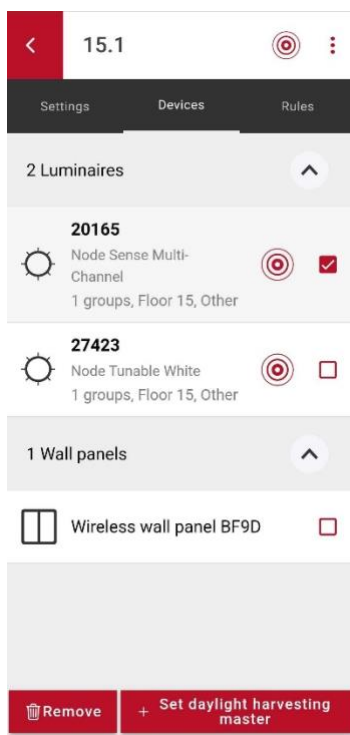 15.1
Settings Devices Rules
2 Luminaires
20165
Node Sense Multi-
Channel
1 groups, Floor 15, Other
27423
Node Tunable White
1 groups, Floor 15, Other
1 Wall panels
Wireless wall panel BF9D
Remove
+ Set daylight harvesting
master